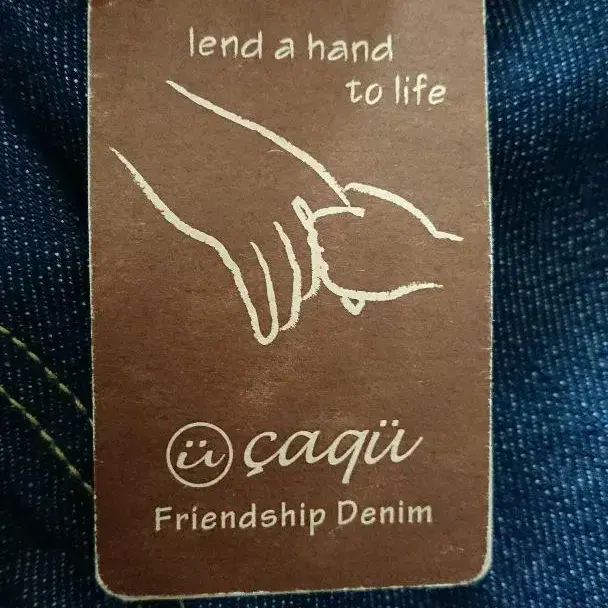 lend a hand
to life
çaqü
Friendship Denim